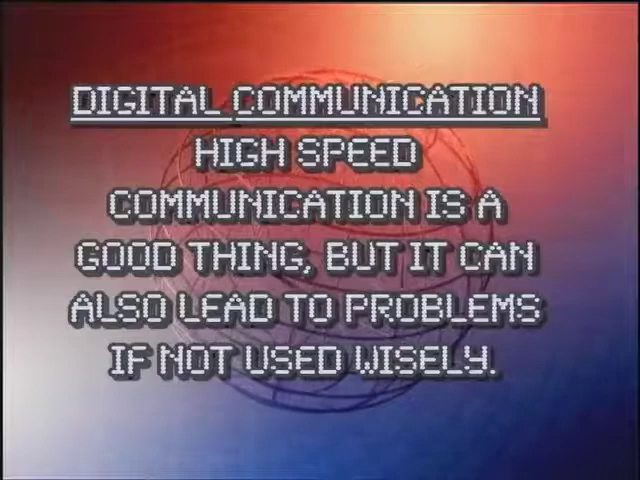 DIGITAL COMMUNICATION
HIGH SPEED
COMMUNICATION IS A
GOOD THING, BUT IT CAN
ALSO LEAD TO PROBLEMS
IF NOT USED WISELY.